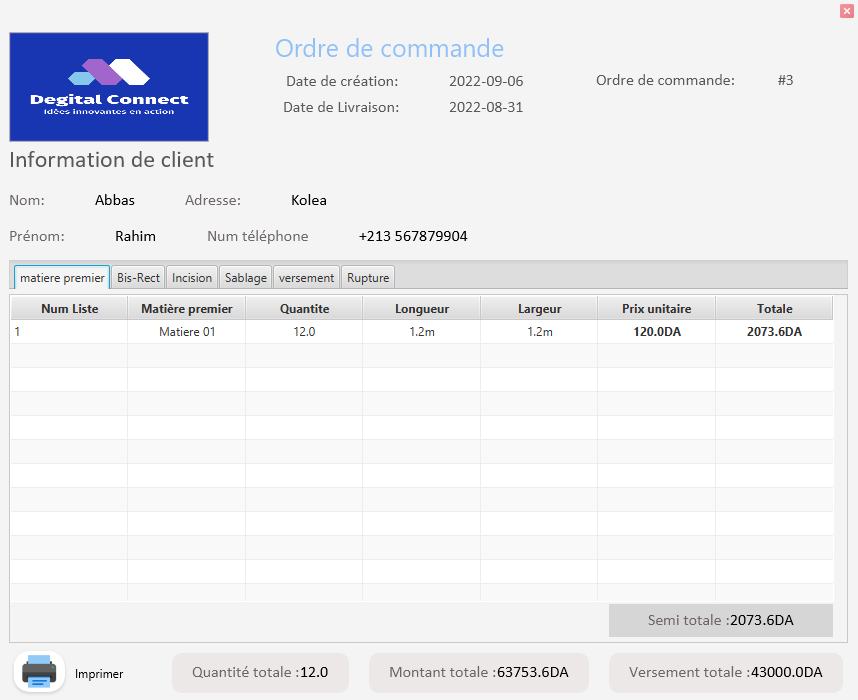 Degital Connect
Idées innovantes en action
Ordre de commande
Date de création: 2022-09-06 Ordre de commande: #3
Date de Livraison: 2022-08-31
Information de client
Nom: Abbas Adresse: Kolea
Prénom: Rahim Num téléphone +213 567879904
matiere premier Bis-Rect Incision Sablage versement Rupture
Num Liste Matière premier Quantite Longueur Largeur Prix unitaire Totale
1 Matiere 01 12.0 1.2m 1.2m 120.0DA 2073.6DA
Semi totale :2073.6DA
Imprimer Quantité totale :12.0 Montant totale :63753.6DA Versement totale :43000.0DA